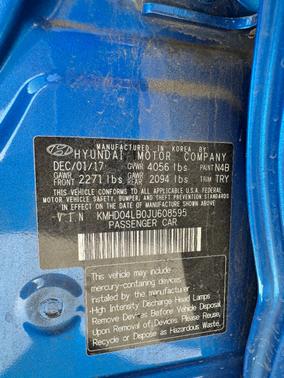 MANUFACTURED IN KOREA BY
HYUNDAI MOTOR COMPANY
DEC/01/17 GVWR 4056 lbs PAINT N4B
GAWR FRONT 2271 lbs GAWR REAR 2094 lbs TRIM TRY
THIS VEHICLE CONFORMS TO ALL APPLICABLE U.S. FEDERAL MOTOR
VEHICLE SAFETY, BUMPER, AND THEFT PREVENTION STANDARDS
IN EFFECT ON THE DATE OF MANUFACTURE SHOWN ABOVE.
V I N KMHD04LB0JU608595
PASSENGER CAR
This vehicle may include
mercury-containing devices
installed by the manufacturer:
• High Intensity Discharge Head Lamps
Remove Devices Before Vehicle Disposal
Upon Removal of Devices, Please Reuse,
Recycle or Dispose as Hazardous Waste.